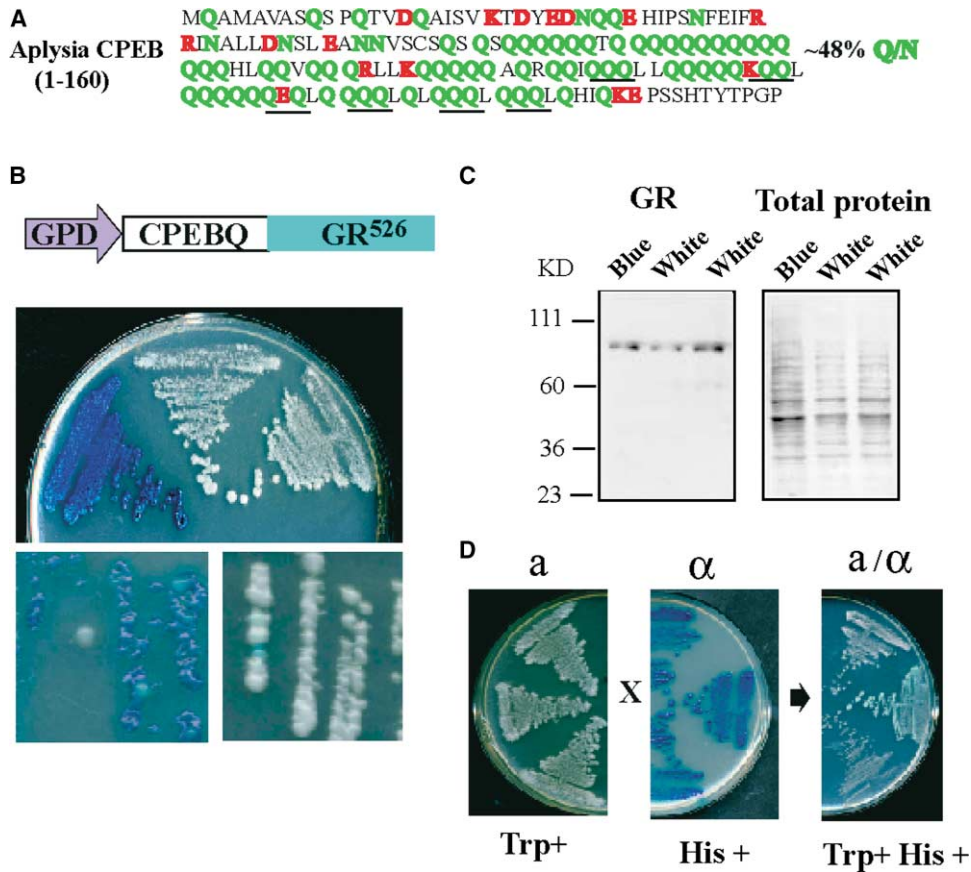 A
Aplysia CPEB
(1-160)
MQAMAVASQS PQTVDQAISV KTDYEDNQQE HIPSNFEIFR
RINALLDNSL EANNVSCSQS QSQQQQQQTQ QQQQQQQQQQ
QQQHLQQVQQ QRLLKQQQQQ AQRQQIQQQL LQQQQQQKQQL
QQQQQQEQLQ QQQLQLQQQL QQQLQHIQKE PSSHTYTPGP
~48% Q/N
B
GPD CPEBQ GR526
C
GR Total protein
KD Blue White White Blue White White
111
60
36
23
D
a α a/α
X
Trp+ His + Trp+ His +